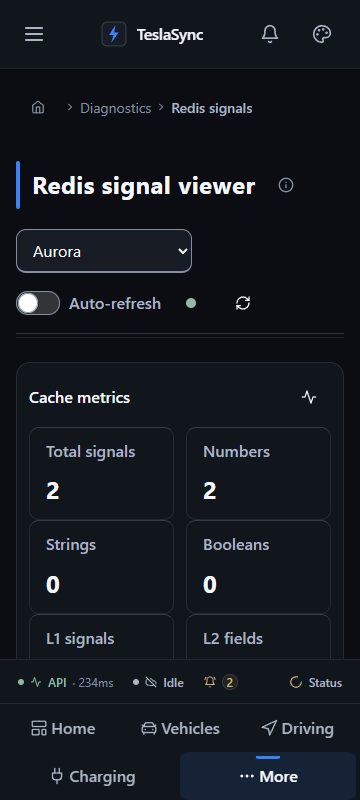 TeslaSync
Diagnostics
Redis signals
Redis signal viewer
Aurora
Auto-refresh
Cache metrics
Total signals
2
Numbers
2
Strings
0
Booleans
0
L1 signals
L2 fields
API · 234ms
Idle
2
Status
Home
Vehicles
Driving
Charging
More